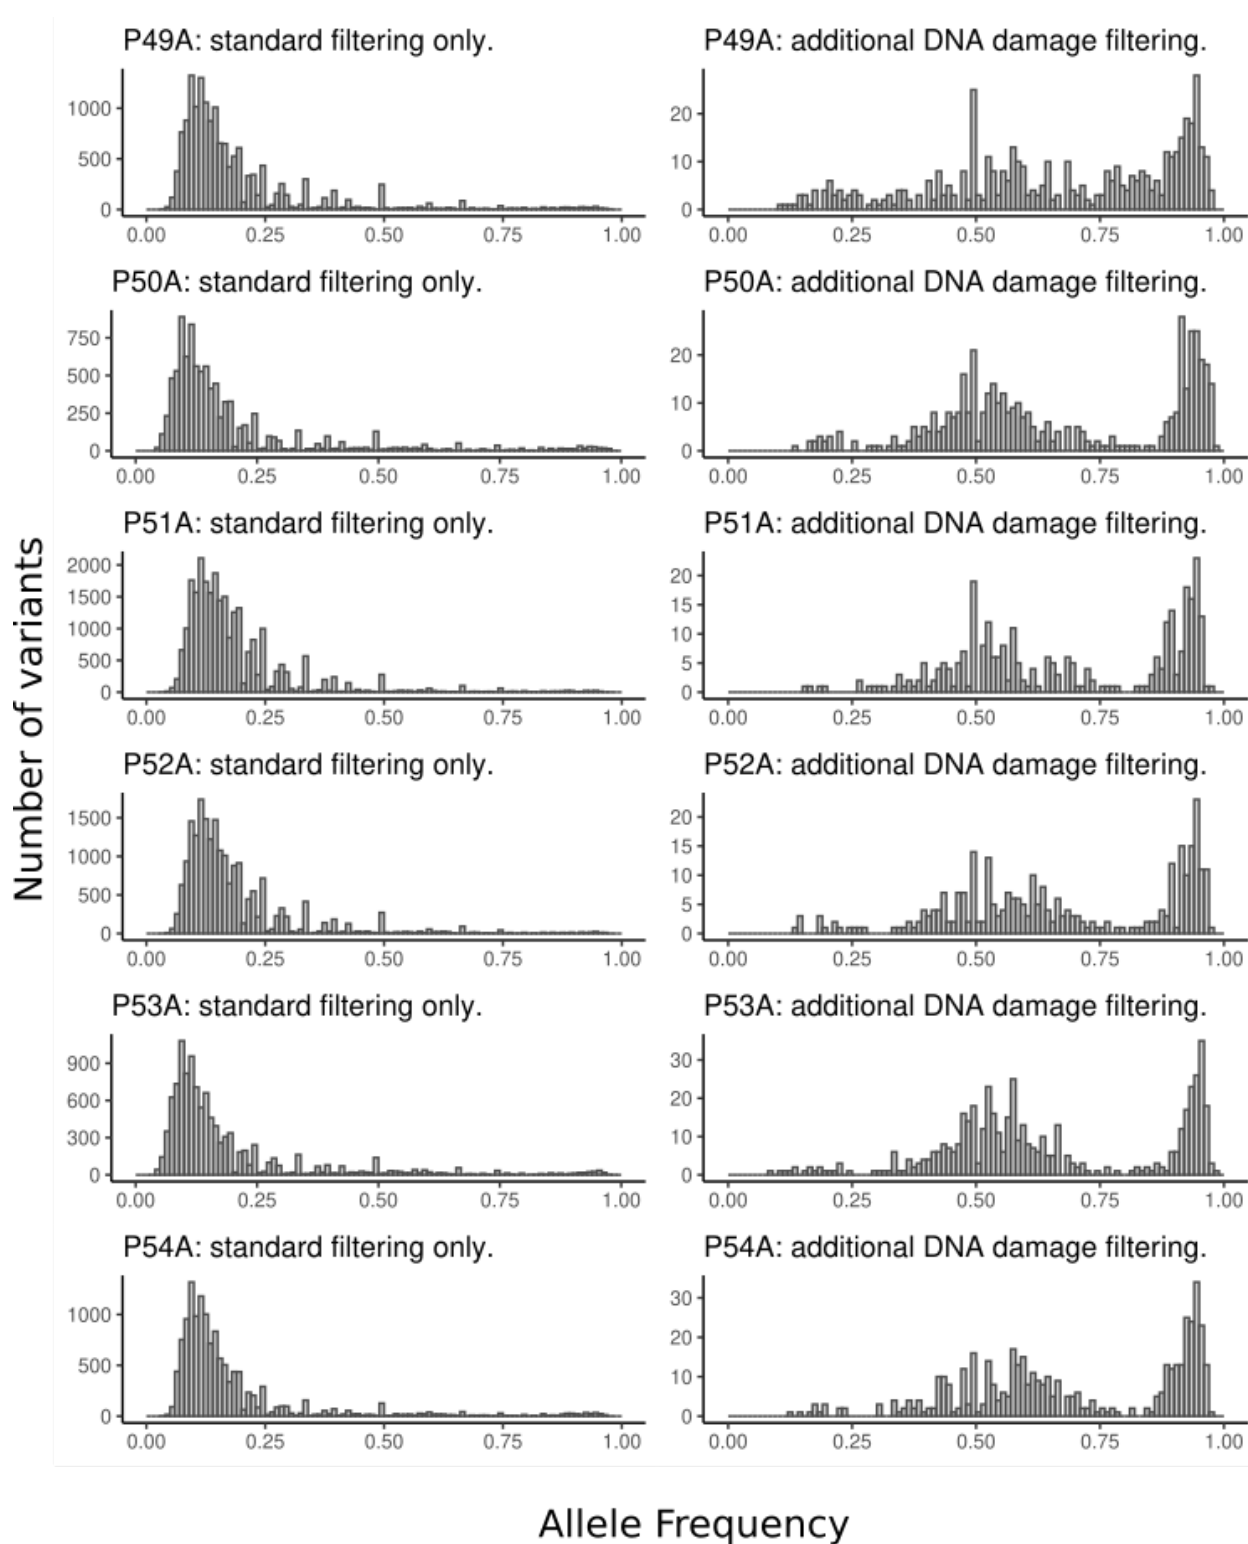 P49A: standard filtering only. P49A: additional DNA damage filtering.
1000
500
0
0.00 0.25 0.50 0.75 1.00
20
10
0
0.00 0.25 0.50 0.75 1.00
P50A: standard filtering only. P50A: additional DNA damage filtering.
750
500
250
0
0.00 0.25 0.50 0.75 1.00
20
10
0
0.00 0.25 0.50 0.75 1.00
P51A: standard filtering only. P51A: additional DNA damage filtering.
2000
1500
1000
500
0
0.00 0.25 0.50 0.75 1.00
20
15
10
5
0
0.00 0.25 0.50 0.75 1.00
P52A: standard filtering only. P52A: additional DNA damage filtering.
1500
1000
500
0
0.00 0.25 0.50 0.75 1.00
20
15
10
5
0
0.00 0.25 0.50 0.75 1.00
P53A: standard filtering only. P53A: additional DNA damage filtering.
900
600
300
0
0.00 0.25 0.50 0.75 1.00
30
20
10
0
0.00 0.25 0.50 0.75 1.00
P54A: standard filtering only. P54A: additional DNA damage filtering.
1000
500
0
0.00 0.25 0.50 0.75 1.00
30
20
10
0
0.00 0.25 0.50 0.75 1.00
Number of variants
Allele Frequency